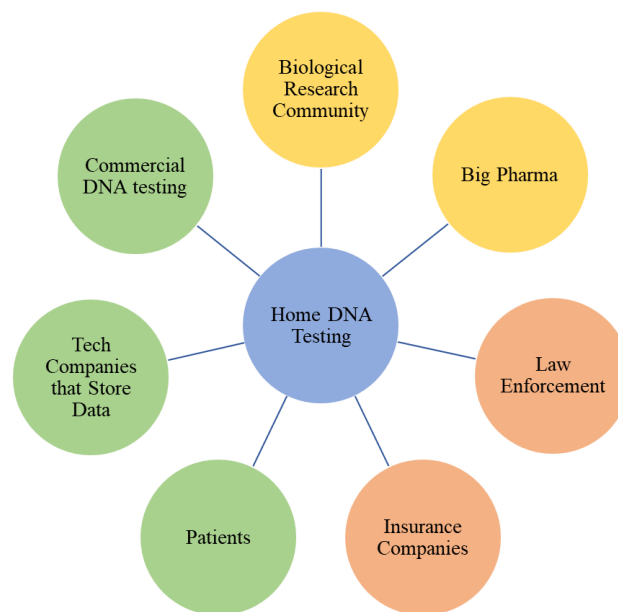 Biological
Research
Community
Commercial
DNA testing
Big Pharma
Home DNA
Testing
Tech
Companies
that Store
Data
Law
Enforcement
Patients
Insurance
Companies